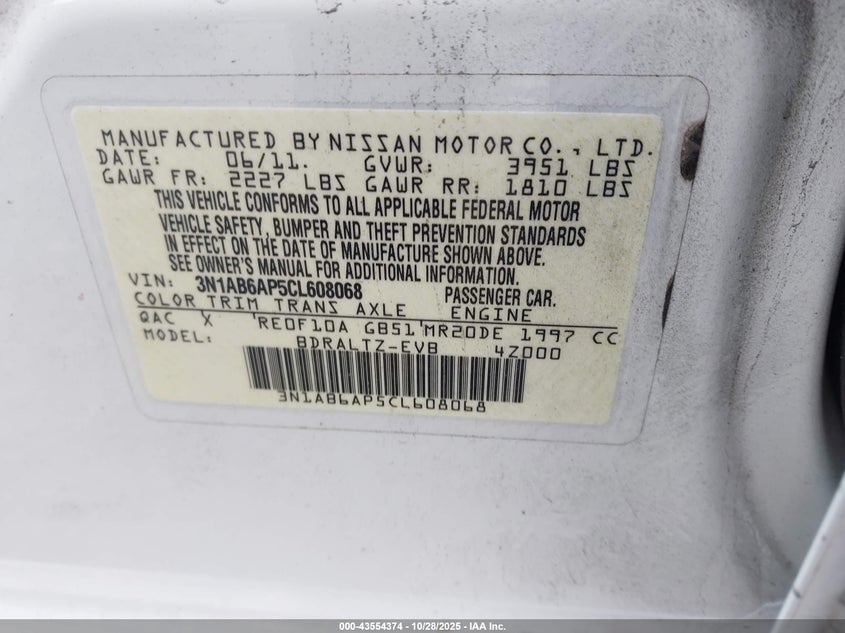 MANUFACTURED BY NISSAN MOTOR CO., LTD.
DATE: 06/11. GVWR: 3951 LBS
GAWR FR: 2227 LBS GAWR RR: 1810 LBS
THIS VEHICLE CONFORMS TO ALL APPLICABLE FEDERAL MOTOR
VEHICLE SAFETY, BUMPER AND THEFT PREVENTION STANDARDS
IN EFFECT ON THE DATE OF MANUFACTURE SHOWN ABOVE.
SEE OWNER'S MANUAL FOR ADDITIONAL INFORMATION.
VIN: 3N1AB6AP5CL608068 PASSENGER CAR.
COLOR TRIM TRANS AXLE ENGINE
QAC X RE0F10A GB51 MR20DE 1997 CC
MODEL: BDRALTZ-EVB 4Z000
3N1AB6AP5CL608068
000-43554374 | 10/28/2025 - IAA Inc.